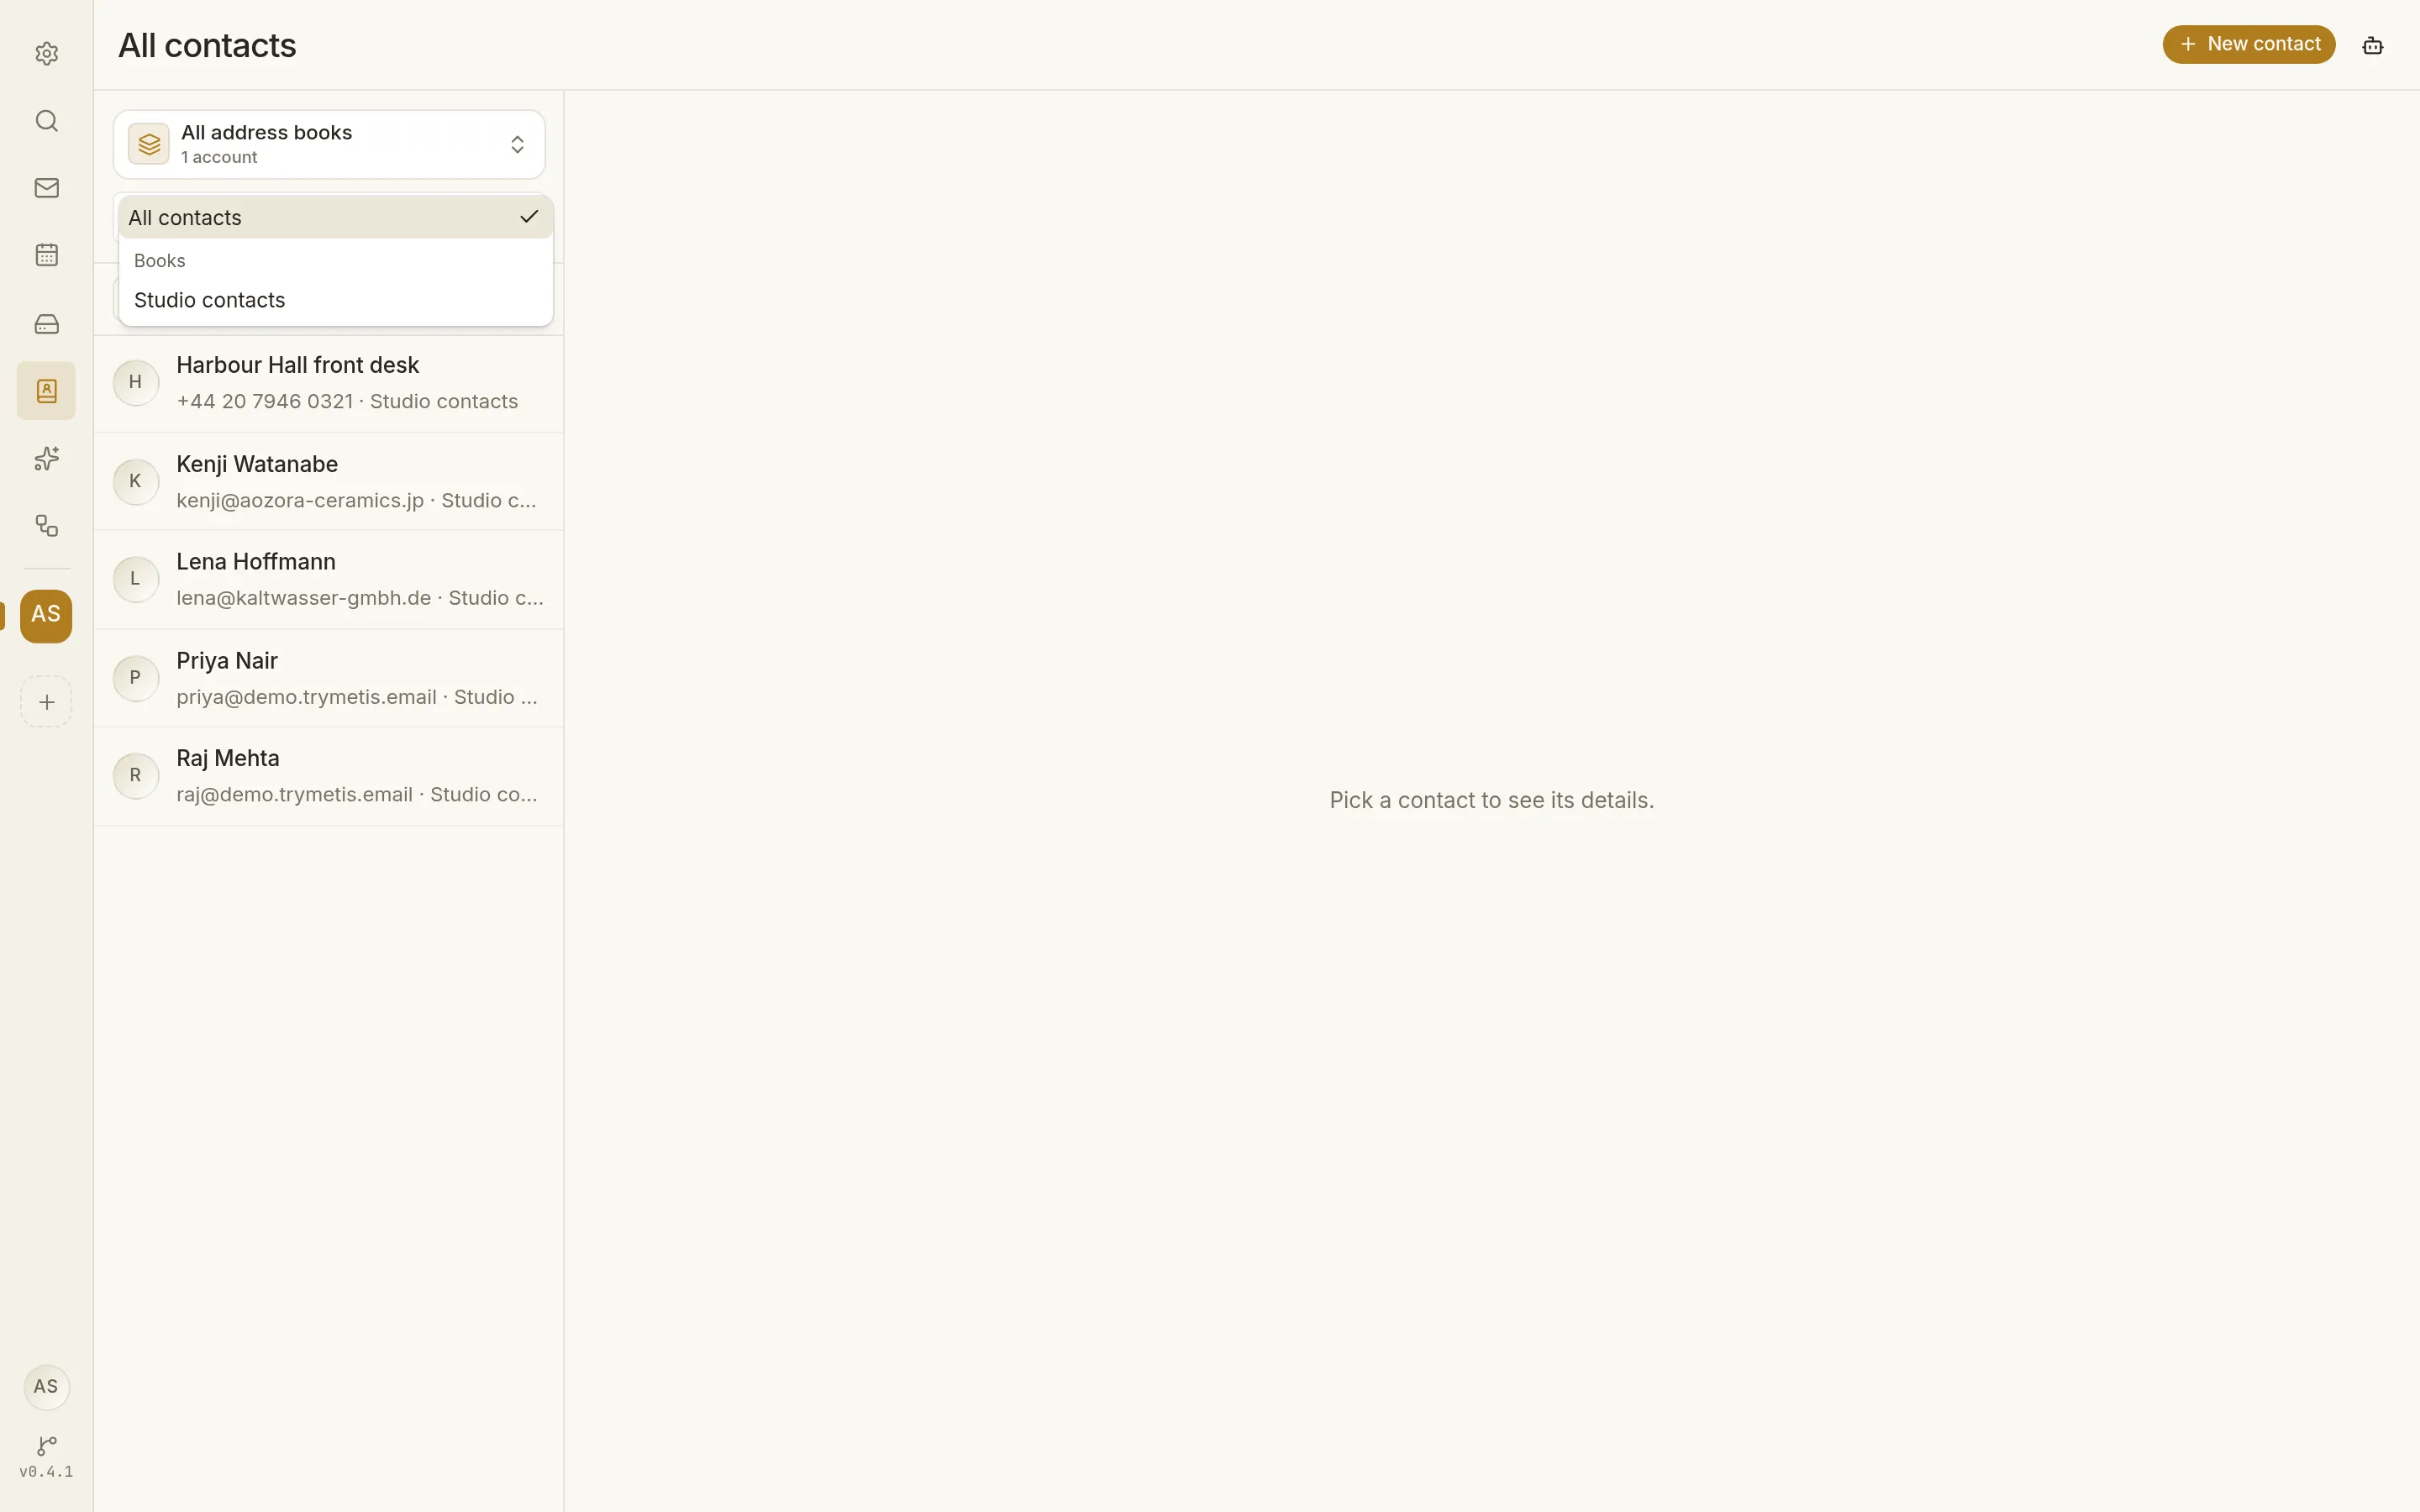 All contacts
New contact
All address books
1 account
All contacts
Books
Studio contacts
H
Harbour Hall front desk
+44 20 7946 0321 · Studio contacts
K
Kenji Watanabe
kenji@aozora-ceramics.jp · Studio c...
L
Lena Hoffmann
lena@kaltwasser-gmbh.de · Studio c...
P
Priya Nair
priya@demo.trymetis.email · Studio ...
R
Raj Mehta
raj@demo.trymetis.email · Studio co...
Pick a contact to see its details.
AS
AS
v0.4.1